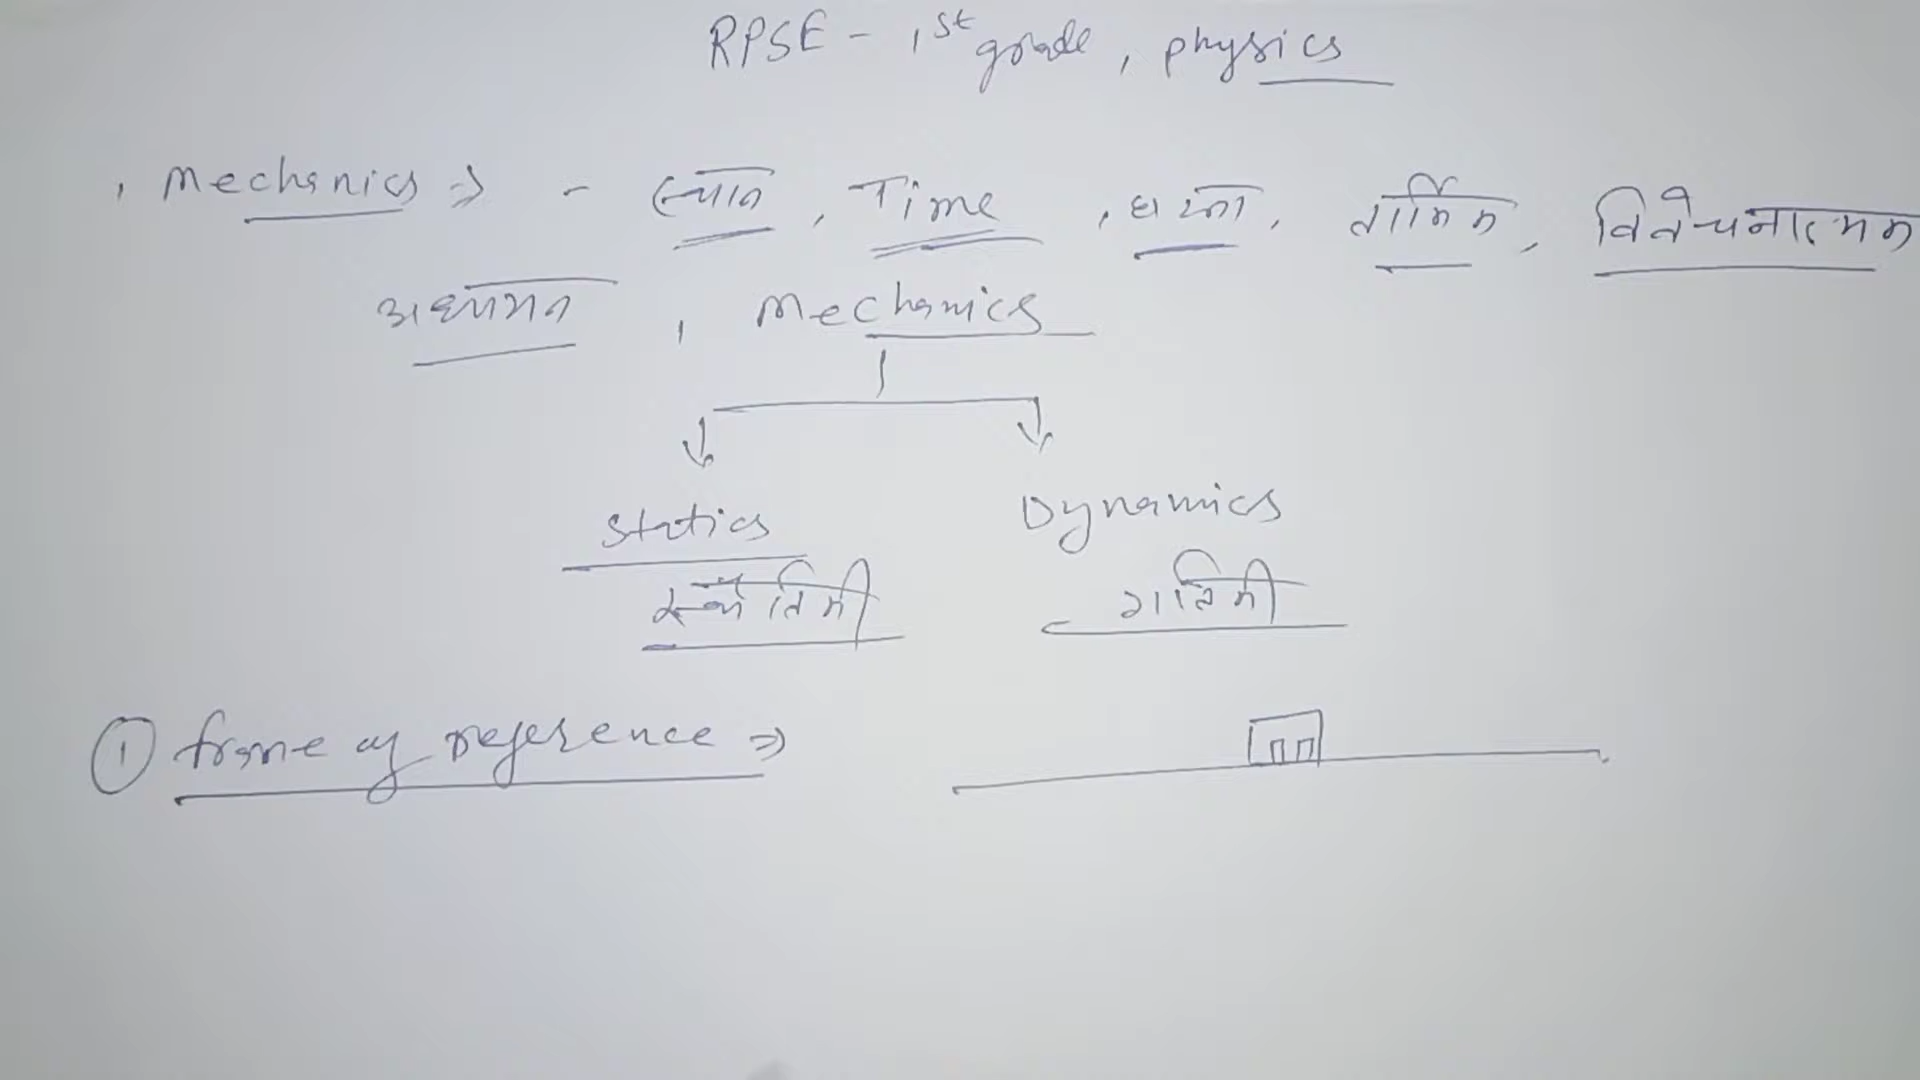 RPSE - 1st grade, physics
, Mechanics ⇒ - स्थान, Time, घटना, तार्किक, विवेचनात्मक
अध्ययन, Mechanics
Statics Dynamics
स्थैतिकी गतिकी
① frame of reference ⇒